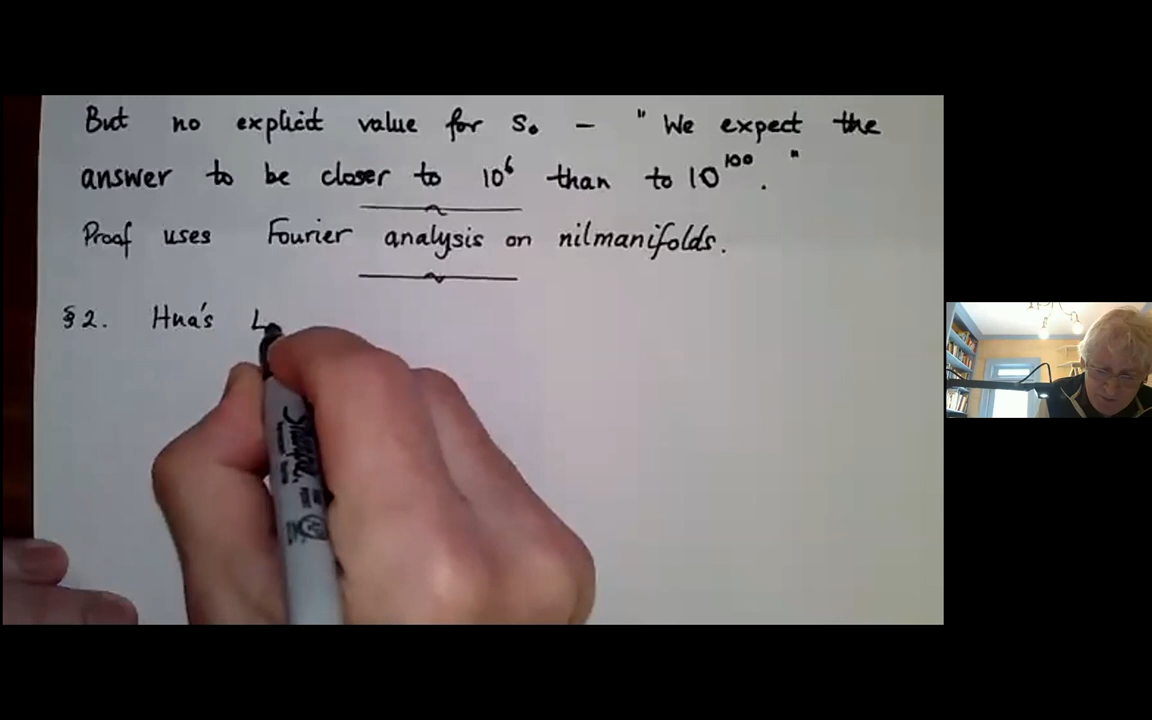 But no explicit value for s₀ – " We expect the
answer to be closer to 10⁶ than to 10¹⁰⁰. "
Proof uses Fourier analysis on nilmanifolds.
§2. Hua's L
Sharpie